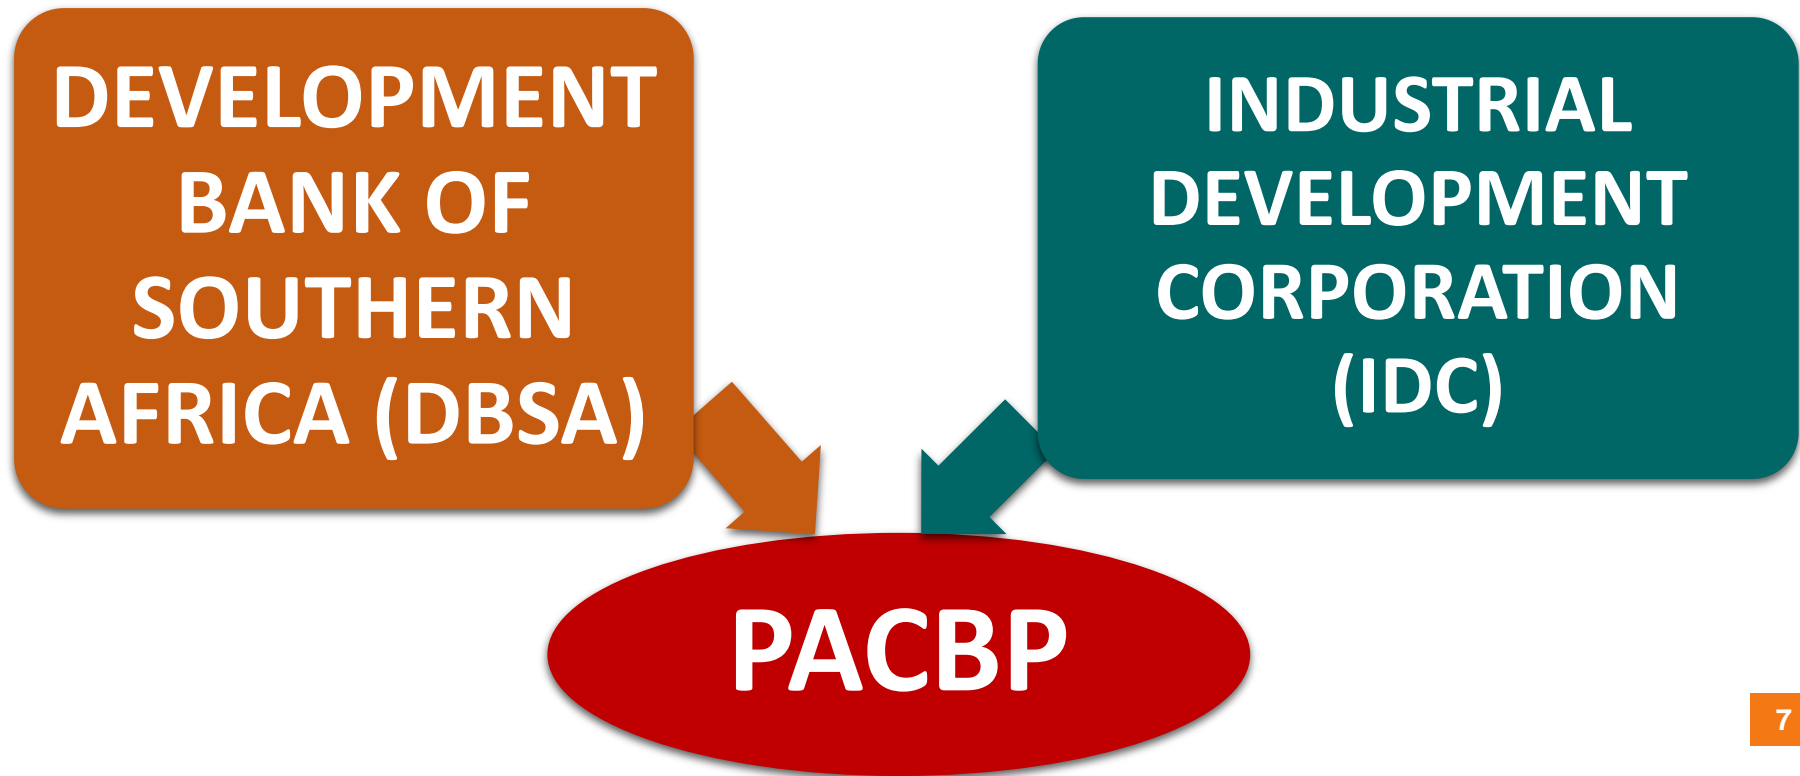 DEVELOPMENT
BANK OF
SOUTHERN
AFRICA (DBSA)
INDUSTRIAL
DEVELOPMENT
CORPORATION
(IDC)
PACBP
7